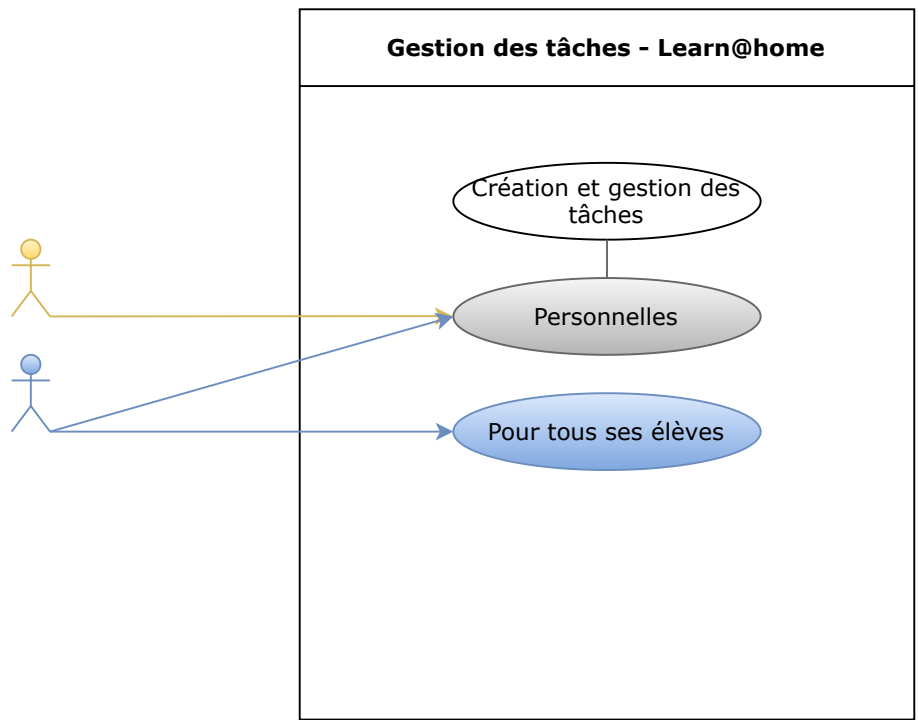 Gestion des tâches - Learn@home
Création et gestion des
tâches
Personnelles
Pour tous ses élèves